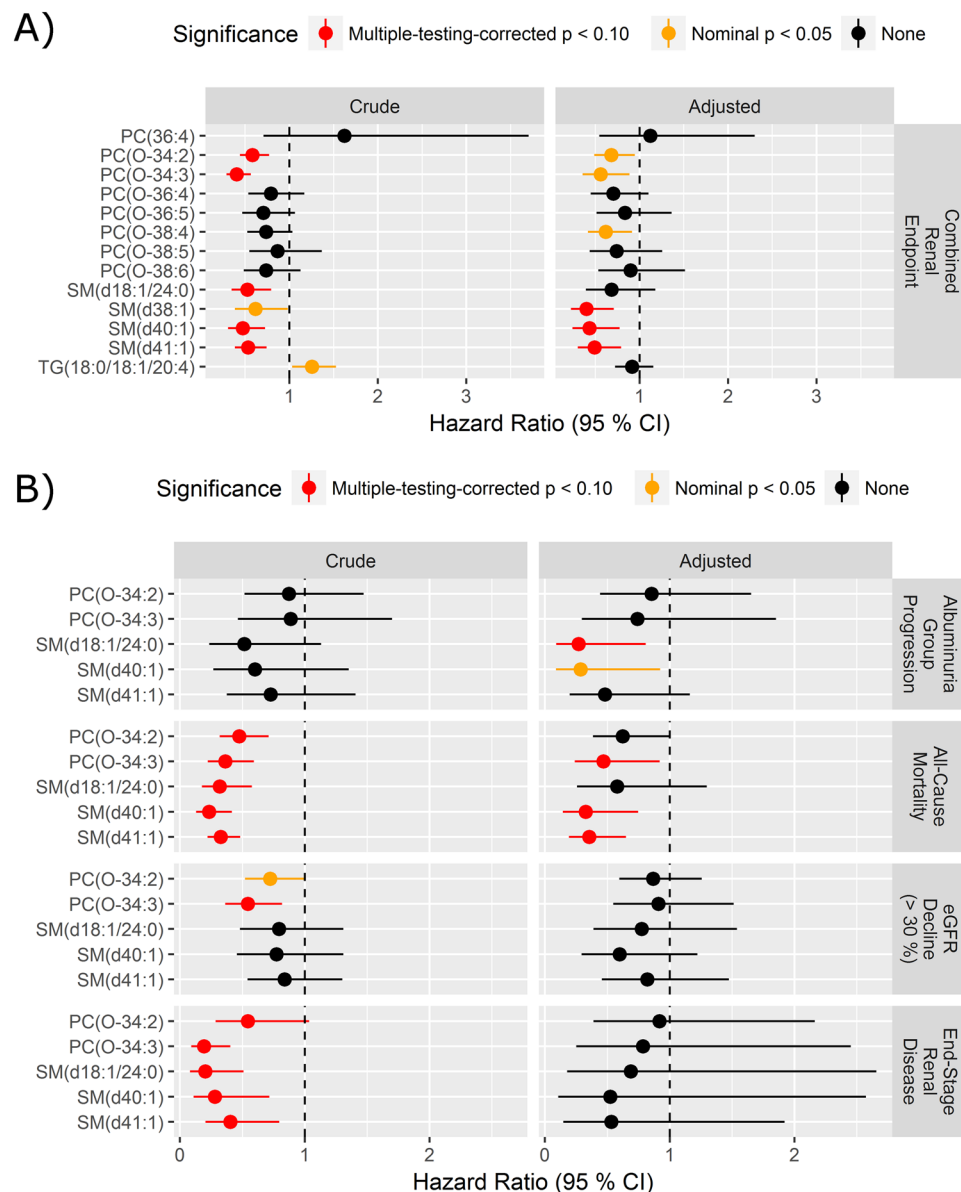 A)
Significance Multiple-testing-corrected p < 0.10 Nominal p < 0.05 None
Crude Adjusted
PC(36:4)
PC(O-34:2)
PC(O-34:3)
PC(O-36:4)
PC(O-36:5)
PC(O-38:4)
PC(O-38:5)
PC(O-38:6)
SM(d18:1/24:0)
SM(d38:1)
SM(d40:1)
SM(d41:1)
TG(18:0/18:1/20:4)
Combined
Renal
Endpoint
1 2 3 1 2 3
Hazard Ratio (95 % CI)
B)
Significance Multiple-testing-corrected p < 0.10 Nominal p < 0.05 None
Crude Adjusted
PC(O-34:2)
PC(O-34:3)
SM(d18:1/24:0)
SM(d40:1)
SM(d41:1)
Albuminuria
Group
Progression
PC(O-34:2)
PC(O-34:3)
SM(d18:1/24:0)
SM(d40:1)
SM(d41:1)
All-Cause
Mortality
PC(O-34:2)
PC(O-34:3)
SM(d18:1/24:0)
SM(d40:1)
SM(d41:1)
eGFR
Decline
(> 30 %)
PC(O-34:2)
PC(O-34:3)
SM(d18:1/24:0)
SM(d40:1)
SM(d41:1)
End-Stage
Renal
Disease
0 1 2 0 1 2
Hazard Ratio (95 % CI)